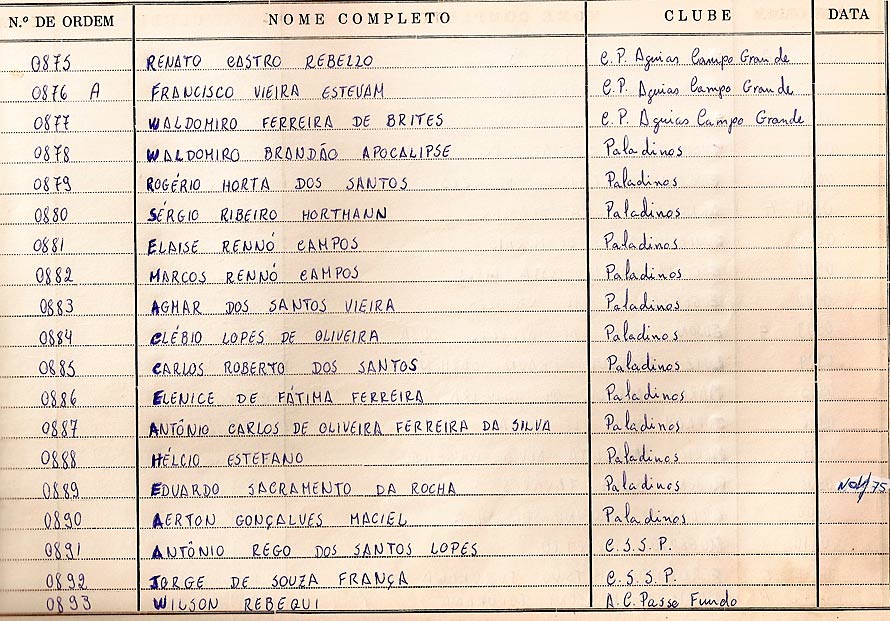 N.º DE ORDEM NOME COMPLETO CLUBE DATA
0875 RENATO CASTRO REBELLO C.P. Aguias Campo Grande
0876 A FRANCISCO VIEIRA ESTEVAM C.P. Aguias Campo Grande
0877 WALDOMIRO FERREIRA DE BRITES C.P. Aguias Campo Grande
0878 WALDOMIRO BRANDÃO APOCALIPSE Paladinos
0879 ROGÉRIO HORTA DOS SANTOS Paladinos
0880 SÉRGIO RIBEIRO HORTMANN Paladinos
0881 ELAISE RENNÓ CAMPOS Paladinos
0882 MARCOS RENNÓ CAMPOS Paladinos
0883 AGMAR DOS SANTOS VIEIRA Paladinos
0884 CLÉBIO LOPES DE OLIVEIRA Paladinos
0885 CARLOS ROBERTO DOS SANTOS Paladinos
0886 ELENICE DE FÁTIMA FERREIRA Paladinos
0887 ANTÔNIO CARLOS DE OLIVEIRA FERREIRA DA SILVA Paladinos
0888 HÉLCIO ESTEFANO Paladinos
0889 EDUARDO SACRAMENTO DA ROCHA Paladinos Nov/75
0890 AERTON GONÇALVES MACIEL Paladinos
0891 ANTÔNIO REGO DOS SANTOS LOPES C.S.S.P.
0892 JORGE DE SOUZA FRANÇA C.S.S.P.
0893 WILSON REBEQUI A.C. Passo Fundo